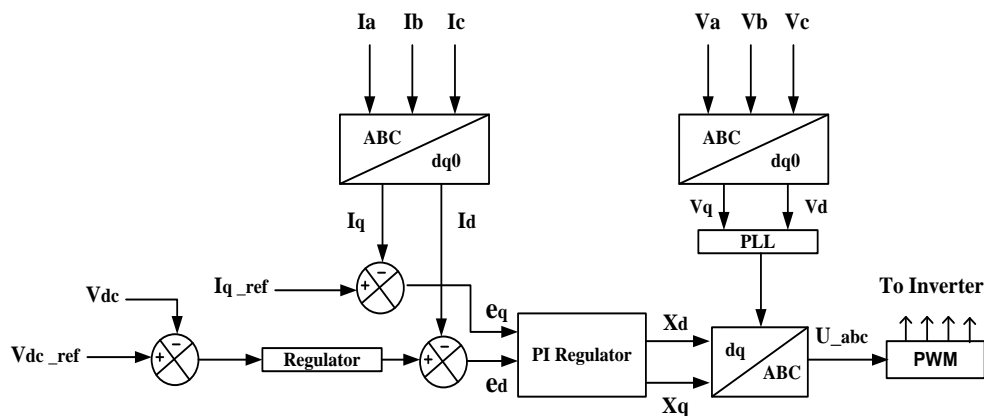 Ia Ib Ic
Va Vb Vc
ABC
dq0
ABC
dq0
Iq Id
Vq Vd
PLL
Vdc
Iq _ref
+ −
Vdc _ref
+ −
Regulator
+ −
eq
ed
PI Regulator
Xd
Xq
dq
ABC
U_abc
To Inverter
PWM